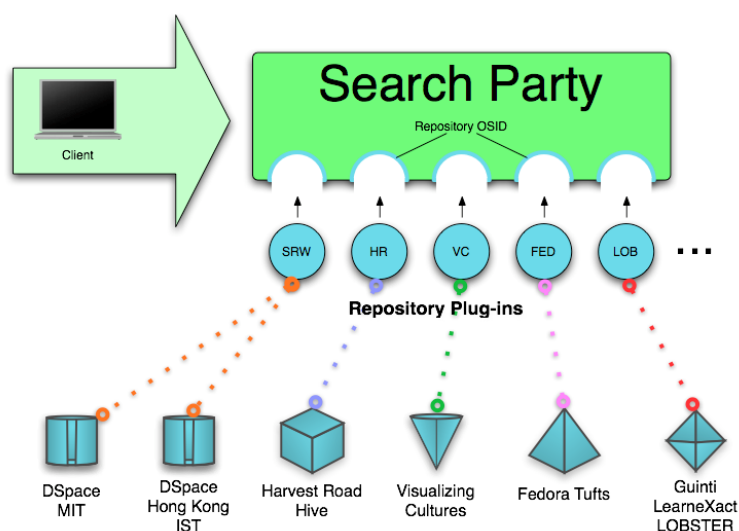 Search Party
Repository OSID
Client
SRW
HR
VC
FED
LOB
...
Repository Plug-ins
DSpace
MIT
DSpace
Hong Kong
IST
Harvest Road
Hive
Visualizing
Cultures
Fedora Tufts
Guinti
LearneXact
LOBSTER